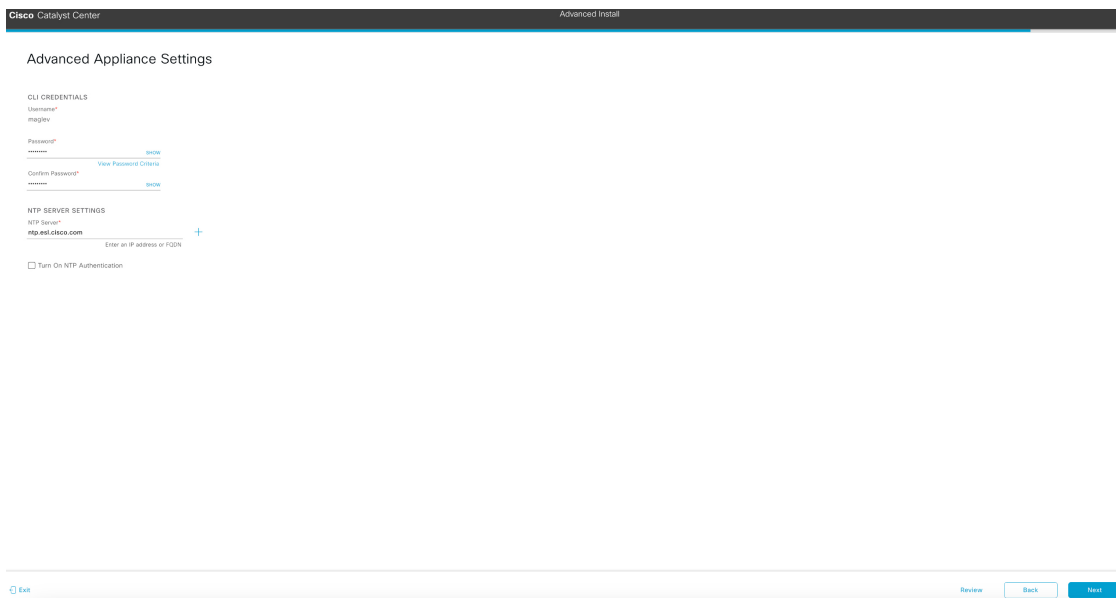 Cisco Catalyst Center
Advanced Install
Advanced Appliance Settings
CLI CREDENTIALS
Username*
maglev
Password*
•••••••••
SHOW
View Password Criteria
Confirm Password*
•••••••••
SHOW
NTP SERVER SETTINGS
NTP Server*
ntp.esl.cisco.com
Enter an IP address or FQDN
Turn On NTP Authentication
Exit
Review
Back
Next